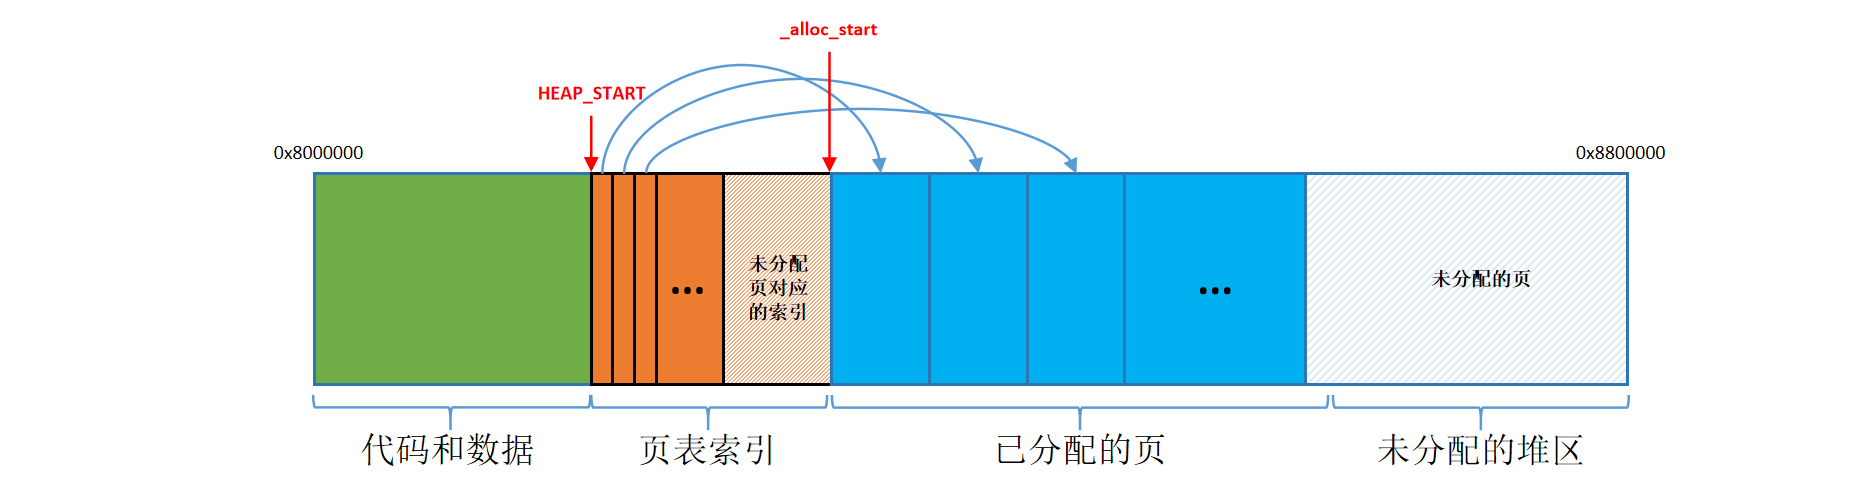 _alloc_start
HEAP_START
0x8000000
0x8800000
未分配
页对应
的索引
...
...
未分配的页
代码和数据
页表索引
已分配的页
未分配的堆区